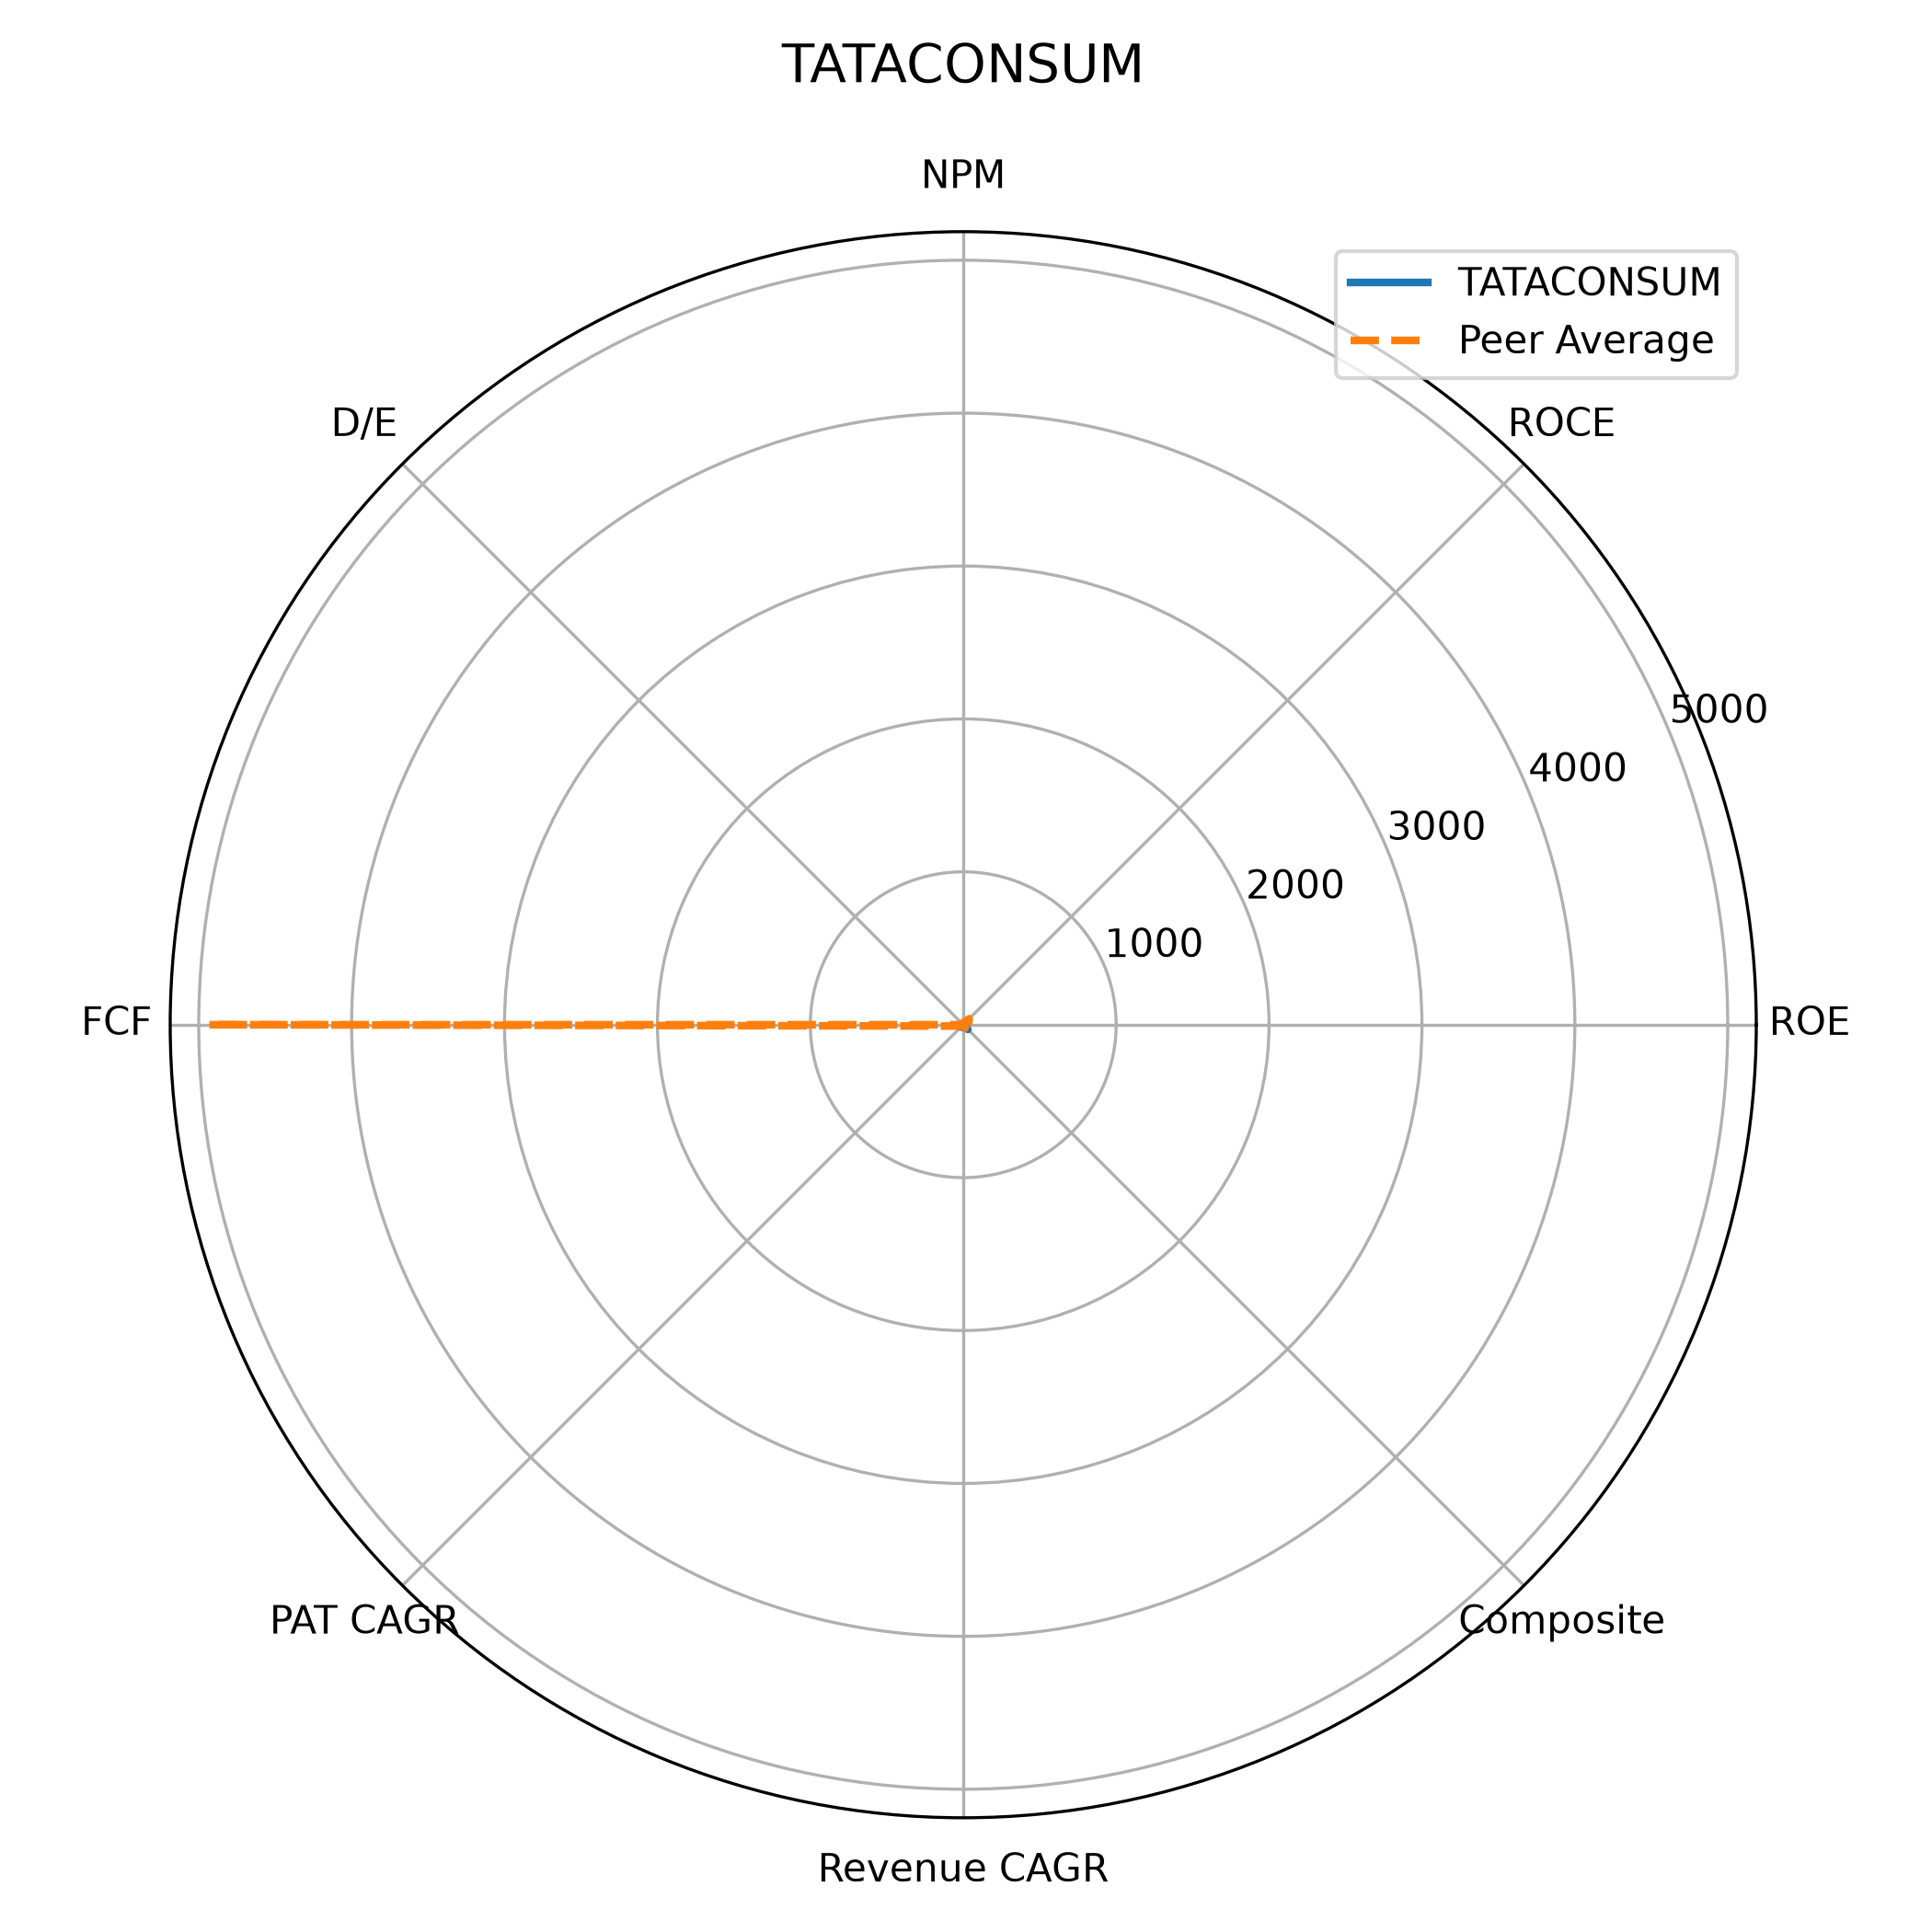 TATACONSUM
NPM
TATACONSUM
Peer Average
D/E
ROCE
5000
4000
3000
2000
1000
FCF
ROE
PAT CAGR
Composite
Revenue CAGR